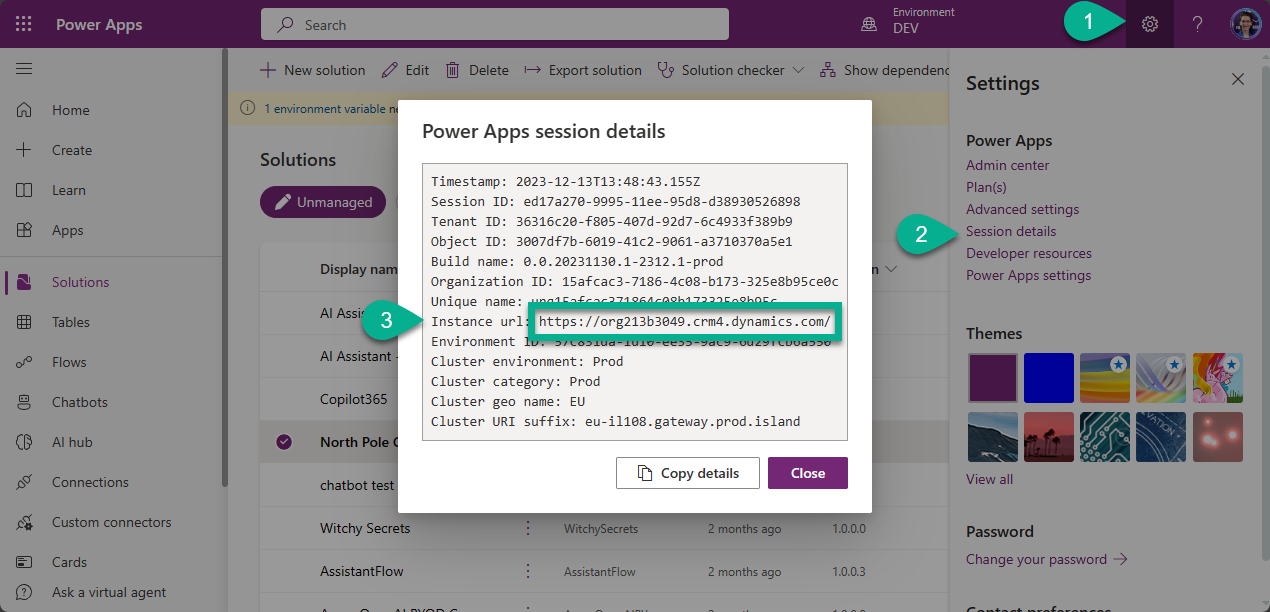 Power Apps
Search
Environment
DEV
1
New solution
Edit
Delete
Export solution
Solution checker
Show
1 environment variable
Home
Create
Learn
Apps
Solutions
Tables
Flows
Chatbots
AI hub
Connections
Custom connectors
Cards
Ask a virtual agent
Solutions
Unmanaged
Display
AI
AI Assistant
Copilot365
North Pole
chatbot test
Witchy Secrets
WitchySecrets
2 months ago
1.0.0.0
AssistantFlow
AssistantFlow
2 months ago
1.0.0.3
Power Apps session details
Timestamp: 2023-12-13T13:48:43.155Z
Session ID: ed17a270-9995-11ee-95d8-d38930526898
Tenant ID: 36316c20-f805-407d-92d7-6c4933f389b9
Object ID: 3007df7b-6019-41c2-9061-a3710370a5e1
Build name: 0.0.20231130.1-2312.1-prod
Organization ID: 15afcac3-7186-4c08-b173-325e8b95ce0c
Unique name:
3
Instance url: https://org213b3049.crm4.dynamics.com/
Environment ID:
Cluster environment: Prod
Cluster category: Prod
Cluster geo name: EU
Cluster URI suffix: eu-il108.gateway.prod.island
Copy details
Close
Settings
Power Apps
Admin center
Plan(s)
Advanced settings
2
Session details
Developer resources
Power Apps settings
Themes
View all
Password
Change your password